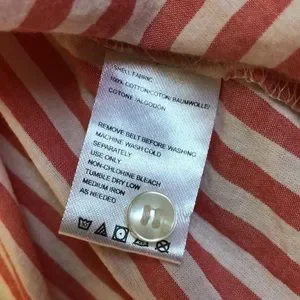 SHELL FABRIC
100% COTTON/COTON/BAUMWOLLE/
COTONE/ALGODON
REMOVE BELT BEFORE WASHING
MACHINE WASH COLD
SEPARATELY
USE ONLY
NON-CHLORINE BLEACH
TUMBLE DRY LOW
MEDIUM IRON
AS NEEDED